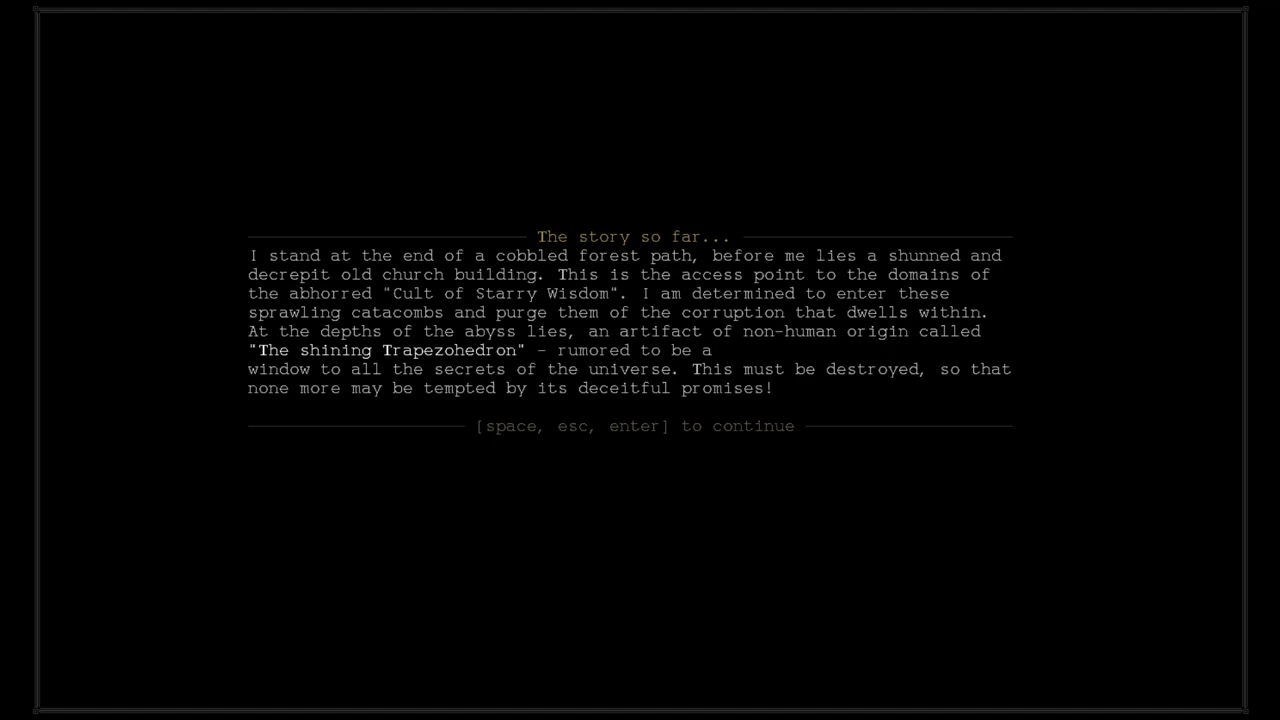 The story so far...
I stand at the end of a cobbled forest path, before me lies a shunned and
decrepit old church building. This is the access point to the domains of
the abhorred "Cult of Starry Wisdom". I am determined to enter these
sprawling catacombs and purge them of the corruption that dwells within.
At the depths of the abyss lies, an artifact of non-human origin called
"The shining Trapezohedron" - rumored to be a
window to all the secrets of the universe. This must be destroyed, so that
none more may be tempted by its deceitful promises!
[space, esc, enter] to continue